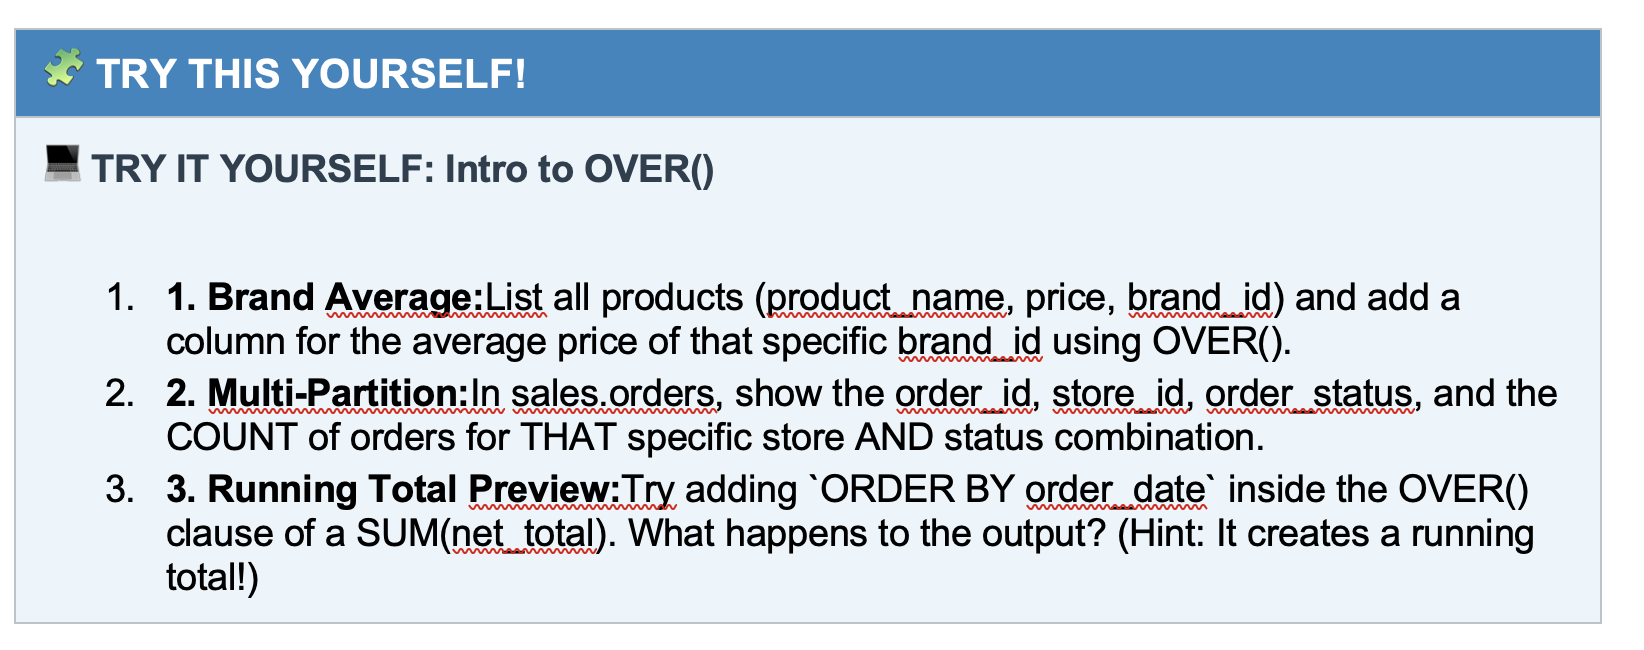 TRY THIS YOURSELF!
TRY IT YOURSELF: Intro to OVER()
1. 1. Brand Average:List all products (product_name, price, brand_id) and add a
column for the average price of that specific brand_id using OVER().
2. 2. Multi-Partition:In sales.orders, show the order_id, store_id, order_status, and the
COUNT of orders for THAT specific store AND status combination.
3. 3. Running Total Preview:Try adding `ORDER BY order_date` inside the OVER()
clause of a SUM(net_total). What happens to the output? (Hint: It creates a running
total!)